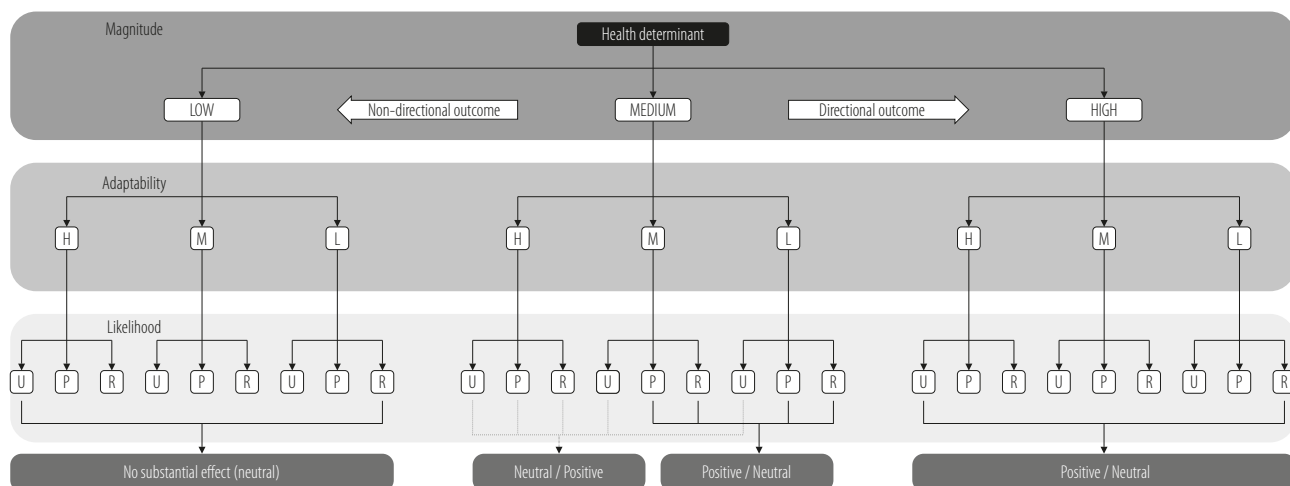 Magnitude
Health determinant
LOW
Non-directional outcome
MEDIUM
Directional outcome
HIGH
Adaptability
H M L H M L H M L
Likelihood
U P R U P R U P R U P R U P R U P R U P R U P R U P R
No substantial effect (neutral)
Neutral / Positive
Positive / Neutral
Positive / Neutral